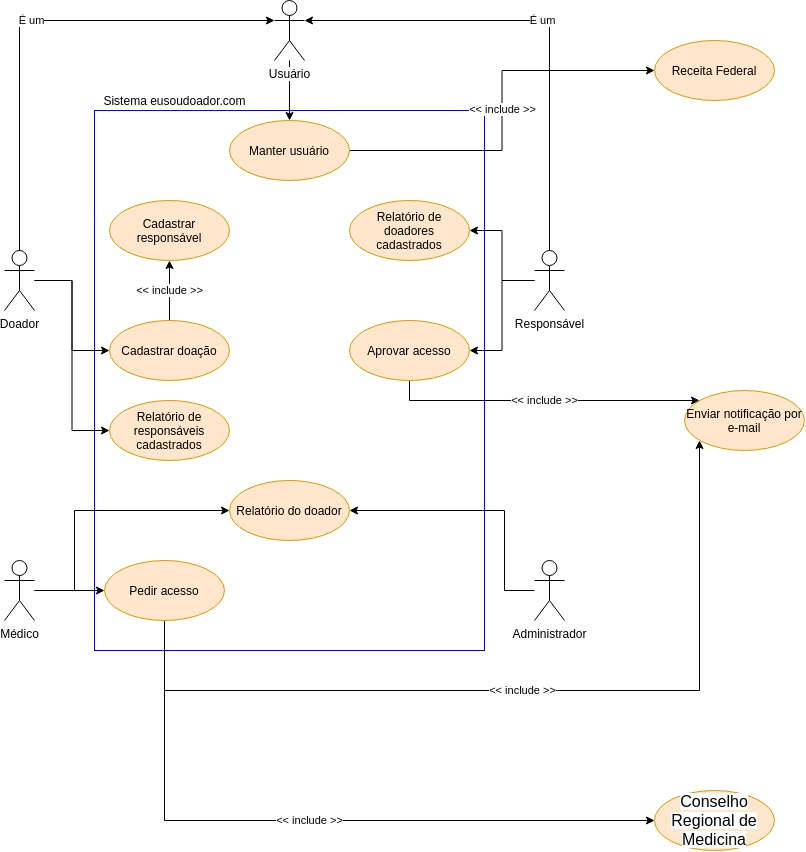 É um
É um
Usuário
Receita Federal
Sistema eusoudoador.com
<< include >>
Manter usuário
Cadastrar
responsável
Relatório de
doadores
cadastrados
<< include >>
Doador
Responsável
Cadastrar doação
Aprovar acesso
<< include >>
Enviar notificação por
e-mail
Relatório de
responsáveis
cadastrados
Relatório do doador
Pedir acesso
Médico
Administrador
<< include >>
<< include >>
Conselho
Regional de
Medicina